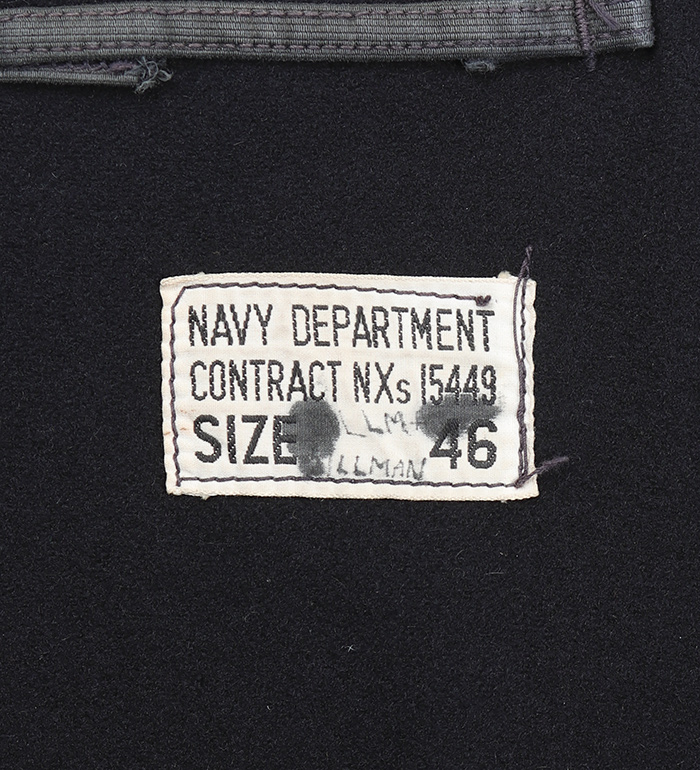 NAVY DEPARTMENT
CONTRACT NXs 15449
SIZE 46